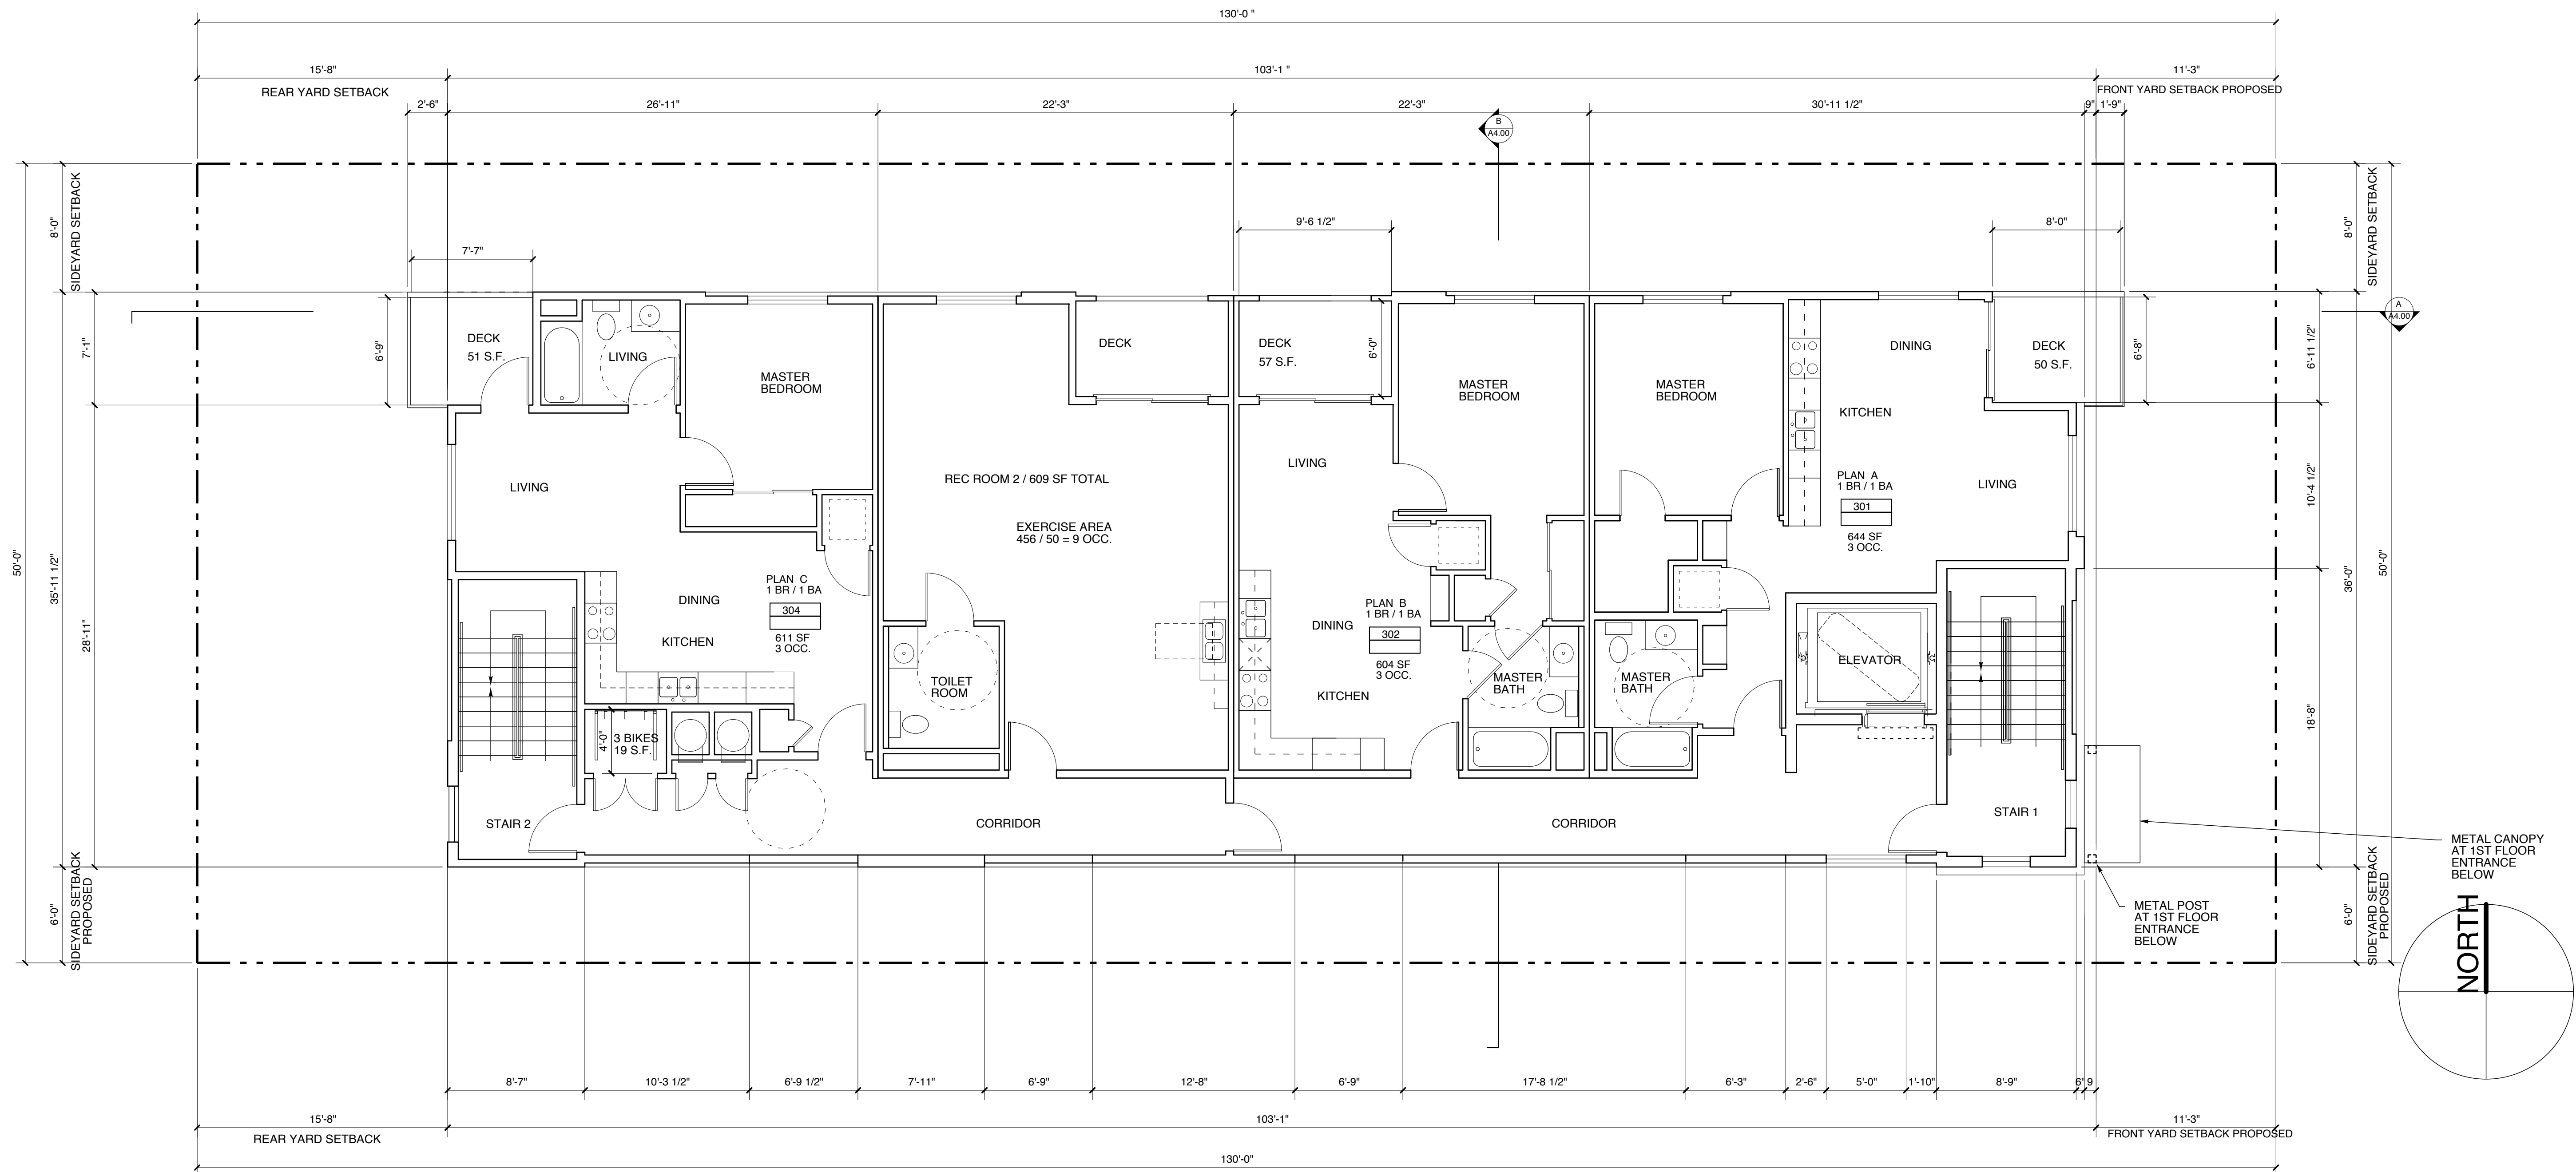 130'-0 "
15'-8"
103'-1 "
11'-3"
REAR YARD SETBACK
FRONT YARD SETBACK PROPOSED
2'-6"
26'-11"
22'-3"
22'-3"
30'-11 1/2"
9"
1'-9"
B
A4.00
8'-0"
SIDEYARD SETBACK
7'-7"
9'-6 1/2"
8'-0"
8'-0"
SIDEYARD SETBACK
A
A4.00
7'-1"
6'-9"
DECK
51 S.F.
LIVING
MASTER
BEDROOM
DECK
DECK
57 S.F.
6'-0"
MASTER
BEDROOM
MASTER
BEDROOM
DINING
KITCHEN
DECK
50 S.F.
6'-8"
6'-11 1/2"
LIVING
REC ROOM 2 / 609 SF TOTAL
EXERCISE AREA
456 / 50 = 9 OCC.
LIVING
PLAN A
1 BR / 1 BA
301
644 SF
3 OCC.
LIVING
10'-4 1/2"
50'-0"
35'-11 1/2"
28'-11"
36'-0"
50'-0"
18'-8"
PLAN C
1 BR / 1 BA
304
611 SF
3 OCC.
DINING
KITCHEN
TOILET
ROOM
PLAN B
1 BR / 1 BA
302
604 SF
3 OCC.
DINING
KITCHEN
MASTER
BATH
MASTER
BATH
ELEVATOR
4'-0"
3 BIKES
19 S.F.
STAIR 2
CORRIDOR
CORRIDOR
STAIR 1
METAL CANOPY
AT 1ST FLOOR
ENTRANCE
BELOW
METAL POST
AT 1ST FLOOR
ENTRANCE
BELOW
6'-0"
SIDEYARD SETBACK
PROPOSED
6'-0"
SIDEYARD SETBACK
PROPOSED
NORTH
8'-7"
10'-3 1/2"
6'-9 1/2"
7'-11"
6'-9"
12'-8"
6'-9"
17'-8 1/2"
6'-3"
2'-6"
5'-0"
1'-10"
8'-9"
6"
9
15'-8"
103'-1"
11'-3"
REAR YARD SETBACK
FRONT YARD SETBACK PROPOSED
130'-0"